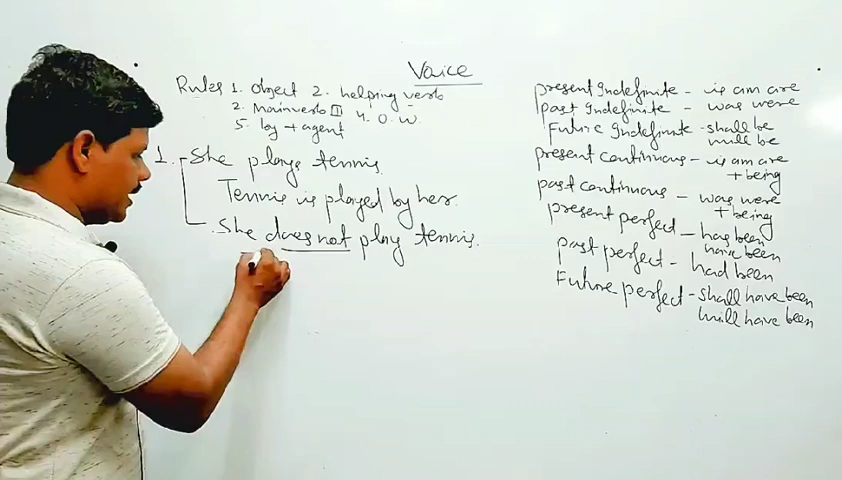 Voice
Rules 1. Object 2. helping verb
2. Mainverb III 4. O. W.
5. by + agent
1. She plays tennis.
Tennis is played by her.
She does not play tennis.
present Indefinite - is am are
past Indefinite - was were
Future Indefinite - shall be
will be
present continuous - is am are
+ being
past continuous - was were
+ being
present perfect - has been
have been
past perfect - had been
Future perfect - shall have been
will have been